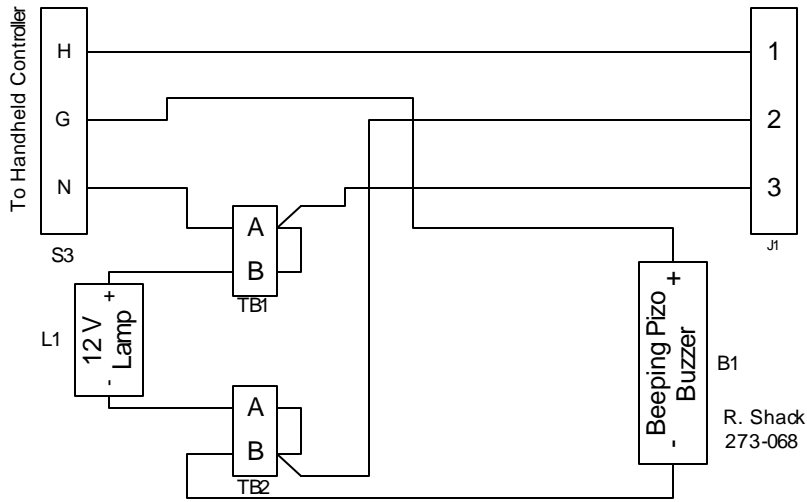 To Handheld Controller
H
G
N
S3
1
2
3
J1
A
B
TB1
L1
+
12 V
Lamp
-
A
B
TB2
+
Beeping Pizo
Buzzer
-
B1
R. Shack
273-068